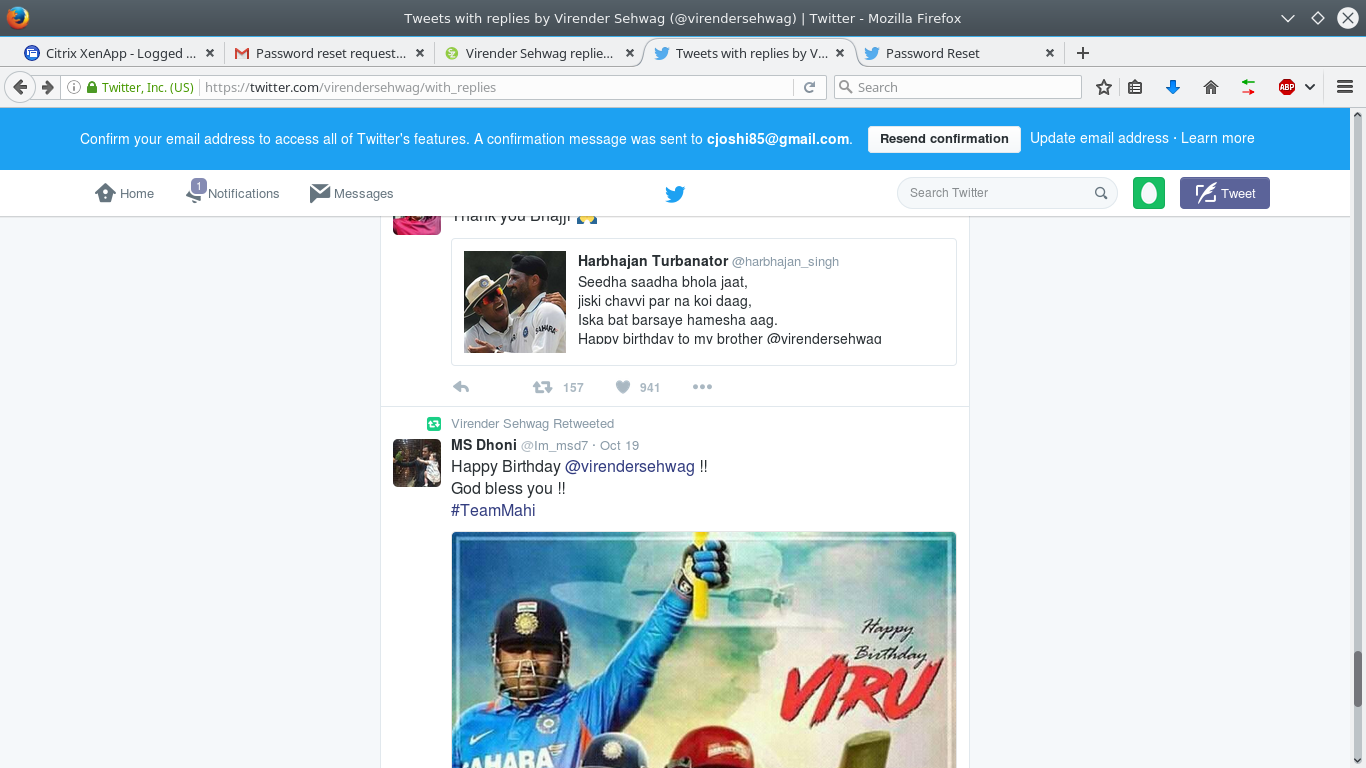 Tweets with replies by Virender Sehwag (@virendersehwag) | Twitter - Mozilla Firefox
Citrix XenApp - Logged ...
Password reset request...
Virender Sehwag replie...
Tweets with replies by V...
Password Reset
Twitter, Inc. (US)
https://twitter.com/virendersehwag/with_replies
Search
ABP
Confirm your email address to access all of Twitter's features. A confirmation message was sent to cjoshi85@gmail.com.
Resend confirmation
Update email address · Learn more
Home
1
Notifications
Messages
Search Twitter
Tweet
Thank you Bhajji 🙏
Harbhajan Turbanator @harbhajan_singh
Seedha saadha bhola jaat,
jiski chavvi par na koi daag,
Iska bat barsaye hamesha aag.
Happy birthday to my brother @virendersehwag
SAHARA
157
941
Virender Sehwag Retweeted
MS Dhoni @Im_msd7 · Oct 19
Happy Birthday @virendersehwag !!
God bless you !!
#TeamMahi
Happy
Birthday
VIRU
SAHARA